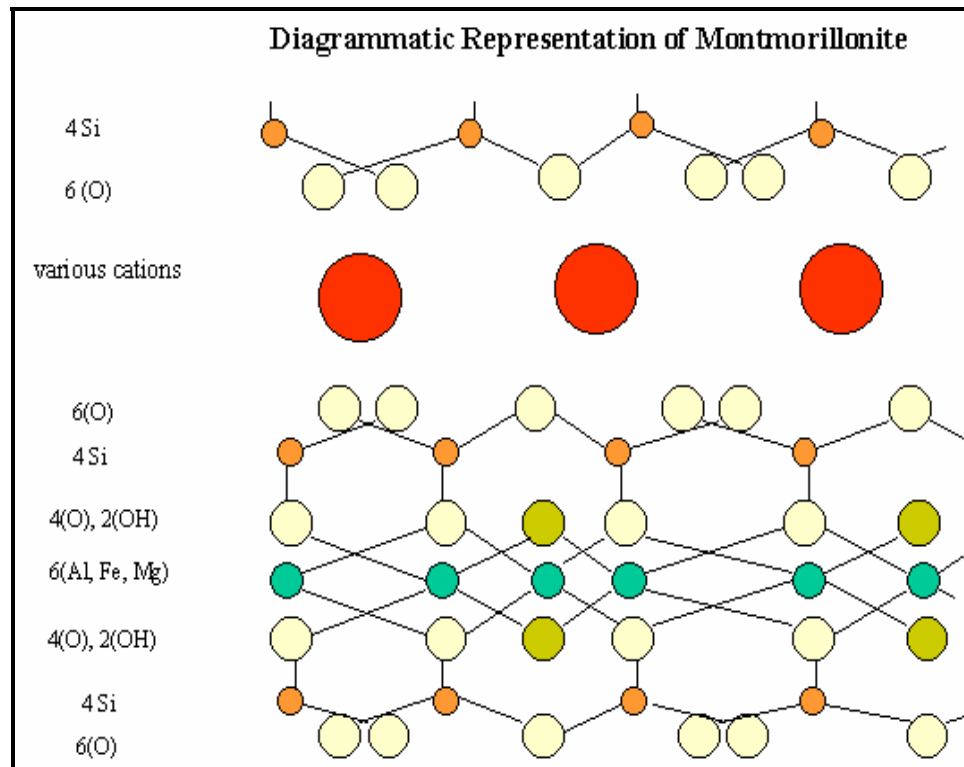 Diagrammatic Representation of Montmorillonite
4 Si
6 (O)
various cations
6(O)
4 Si
4(O), 2(OH)
6(Al, Fe, Mg)
4(O), 2(OH)
4 Si
6(O)